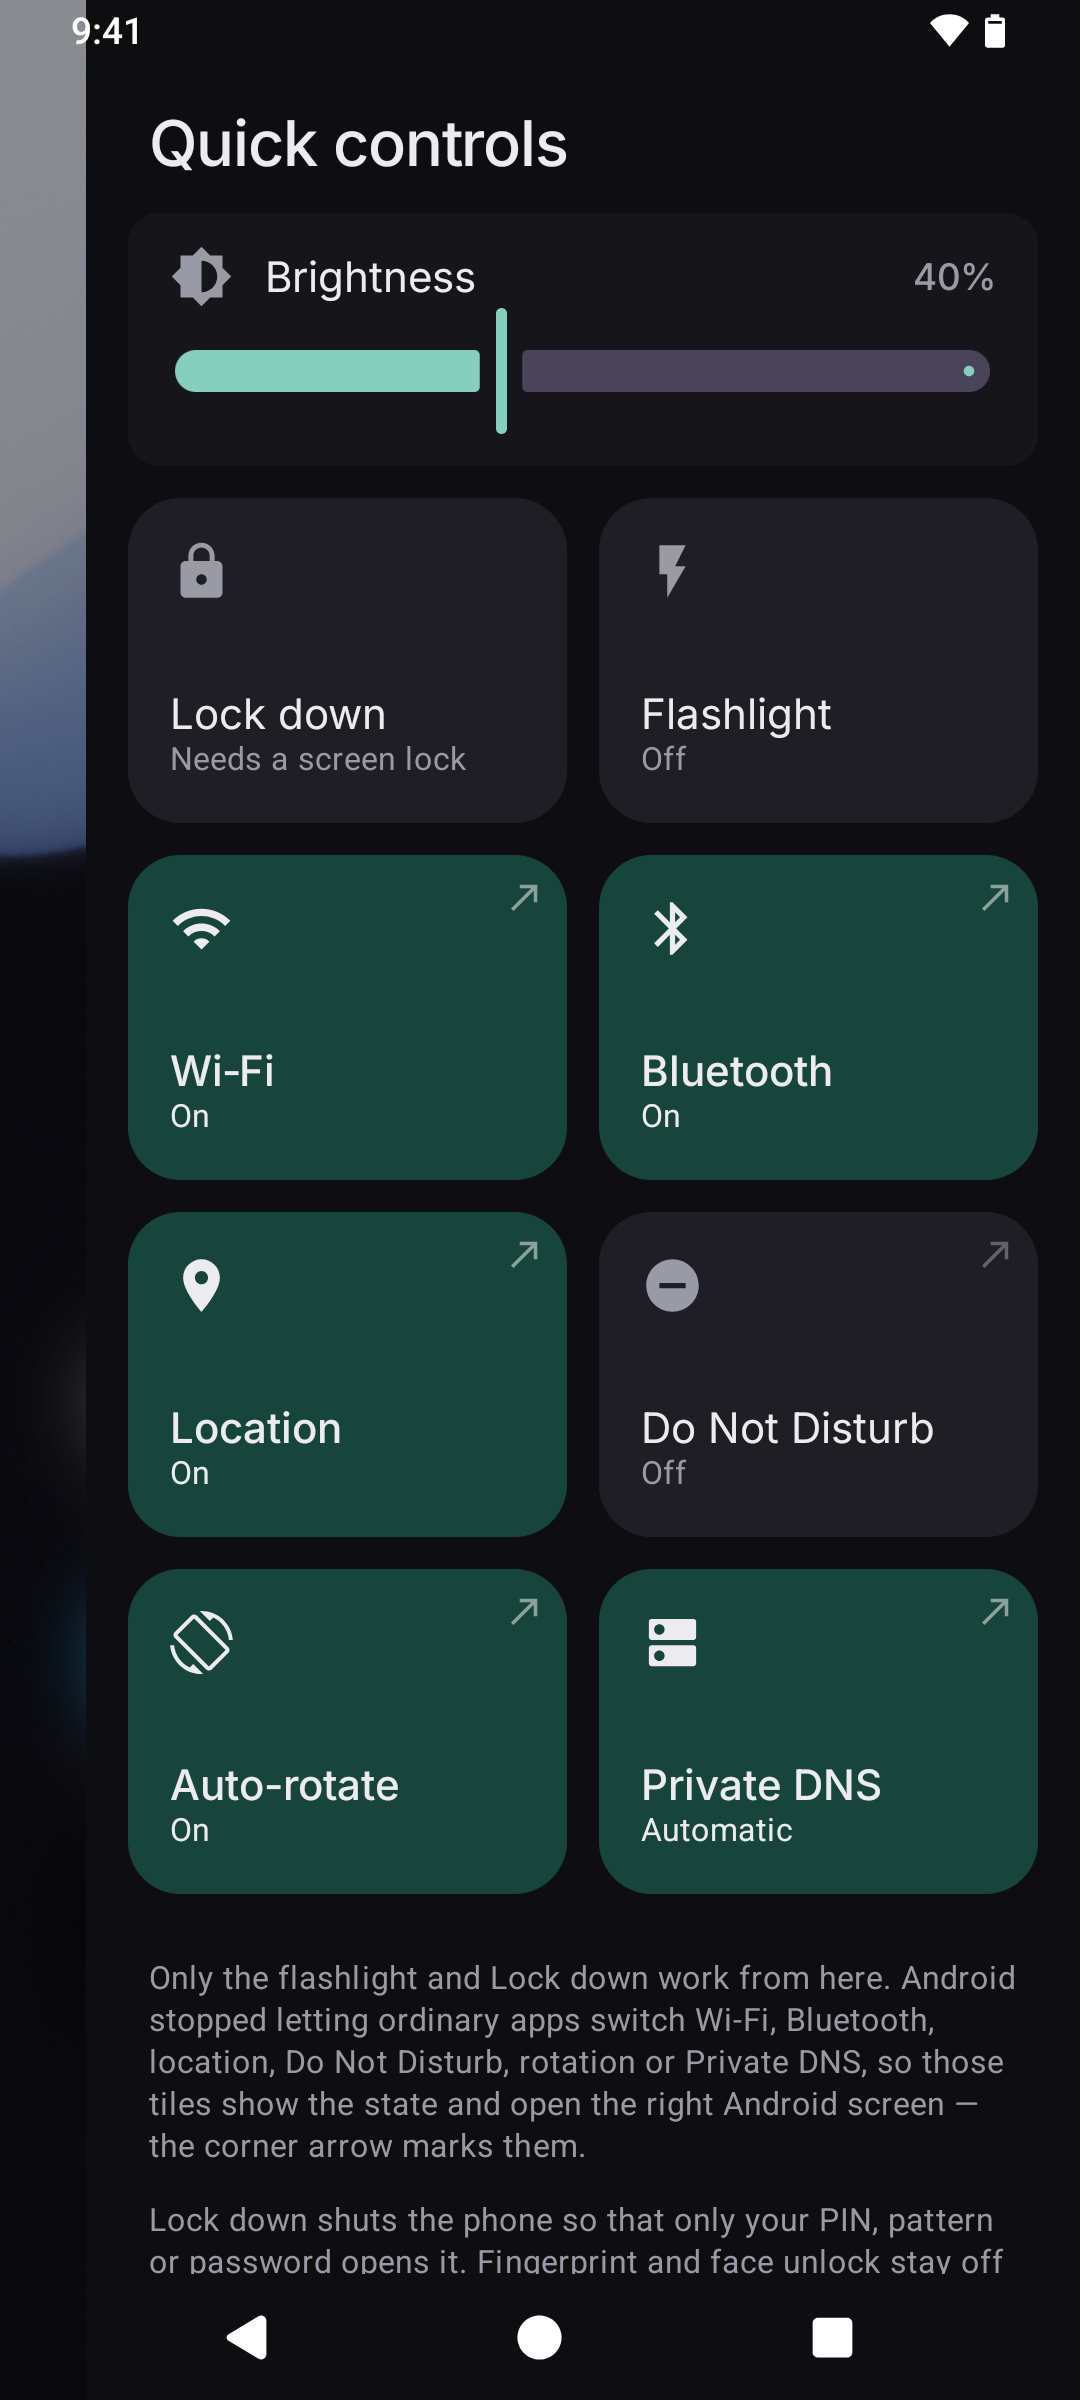 9:41
Quick controls
Brightness
40%
Lock down
Needs a screen lock
Flashlight
Off
Wi-Fi
On
Bluetooth
On
Location
On
Do Not Disturb
Off
Auto-rotate
On
Private DNS
Automatic
Only the flashlight and Lock down work from here. Android
stopped letting ordinary apps switch Wi-Fi, Bluetooth,
location, Do Not Disturb, rotation or Private DNS, so those
tiles show the state and open the right Android screen —
the corner arrow marks them.
Lock down shuts the phone so that only your PIN, pattern
or password opens it. Fingerprint and face unlock stay off